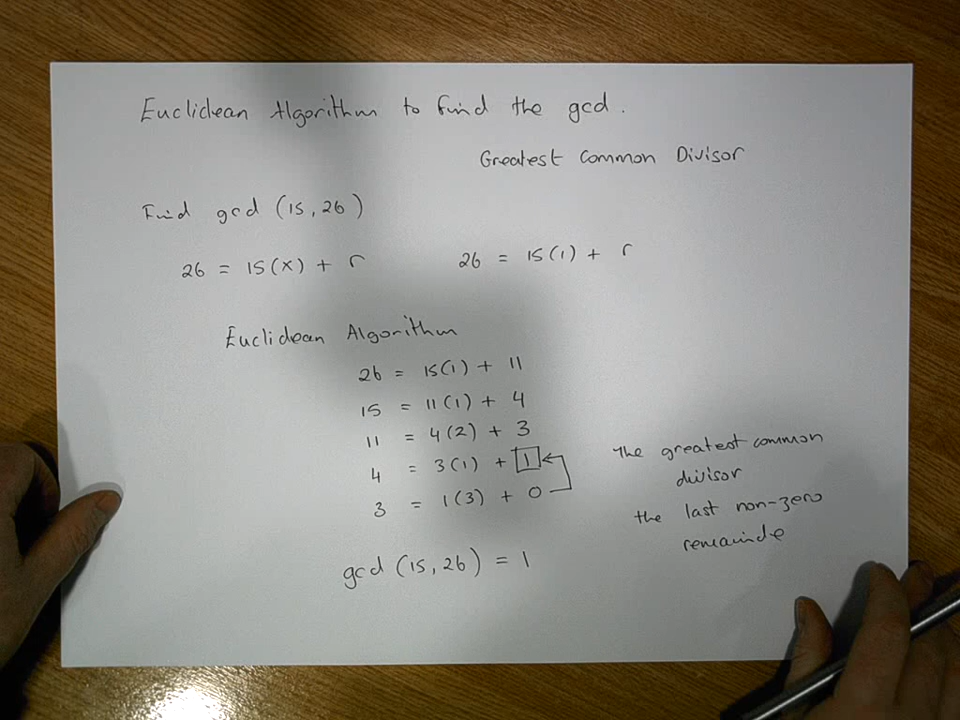 Euclidean Algorithm to find the gcd.
Greatest Common Divisor
Find gcd (15, 26)
26 = 15(x) + r
26 = 15(1) + r
Euclidean Algorithm
26 = 15(1) + 11
15 = 11(1) + 4
11 = 4(2) + 3
4 = 3(1) + 1
3 = 1(3) + 0
gcd (15, 26) = 1
The greatest common
divisor
the last non-zero
remainde